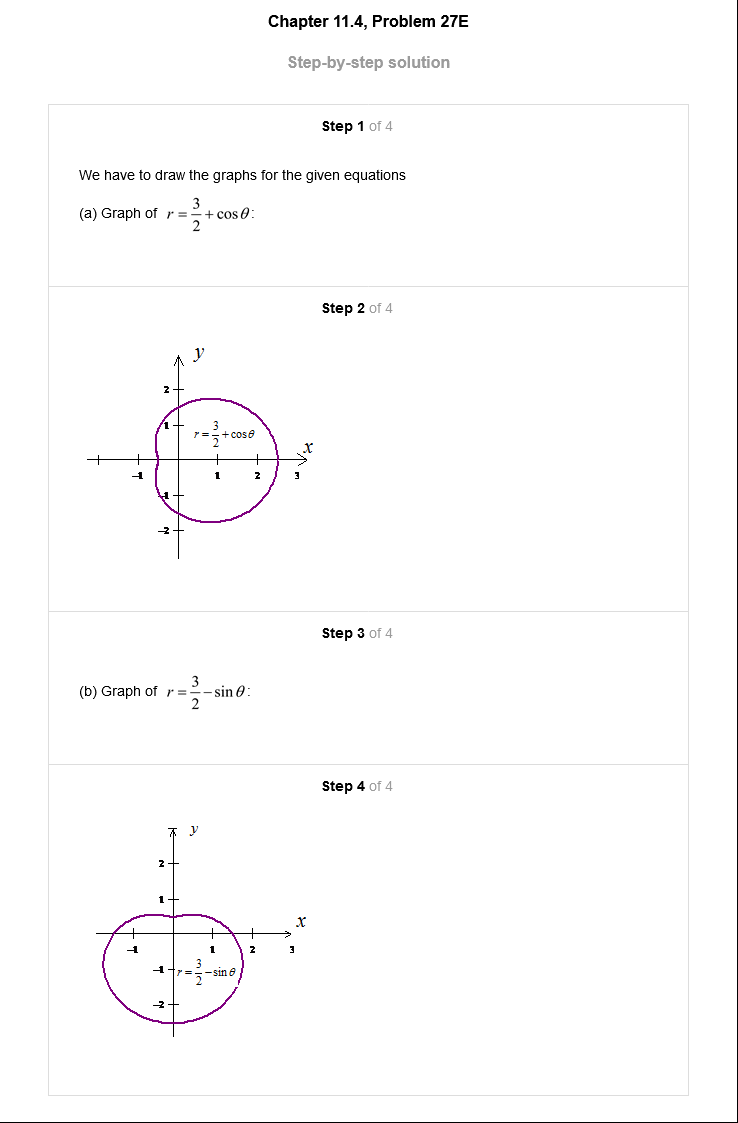 Chapter 11.4, Problem 27E
Step-by-step solution
Step 1 of 4
We have to draw the graphs for the given equations
(a) Graph of r = 3/2 + cos θ:
Step 2 of 4
y
2
1
r = 3/2 + cos θ
x
-1 1 2 3
-1
-2
Step 3 of 4
(b) Graph of r = 3/2 − sin θ:
Step 4 of 4
y
2
1
x
-1 1 2 3
-1 r = 3/2 − sin θ
-2